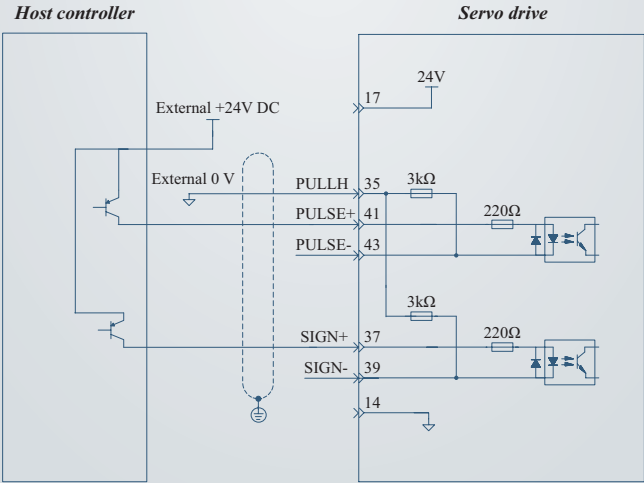 Host controller
Servo drive
24V
17
External +24V DC
External 0 V
PULLH
35
3kΩ
PULSE+
41
220Ω
PULSE-
43
3kΩ
SIGN+
37
220Ω
SIGN-
39
14